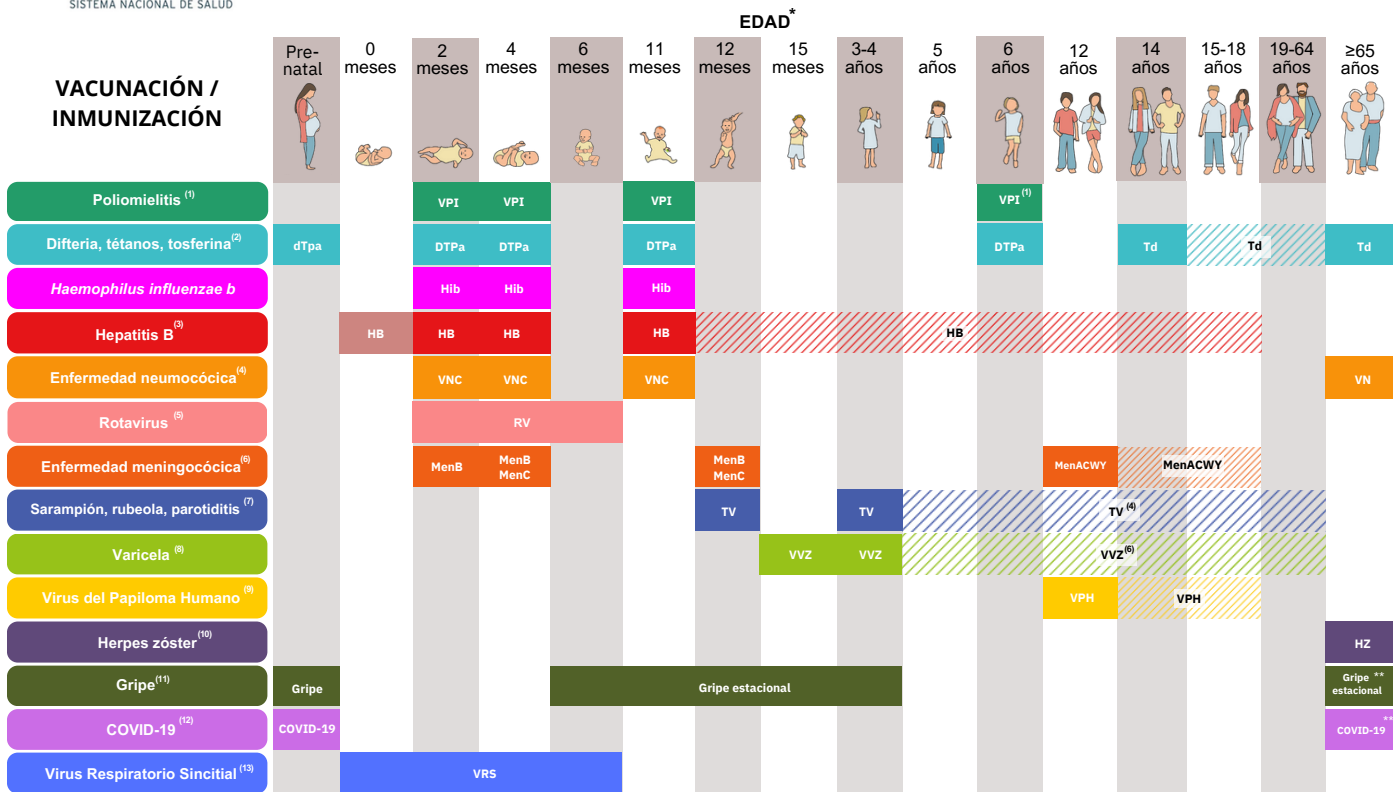 SISTEMA NACIONAL DE SALUD
EDAD*
VACUNACIÓN /
INMUNIZACIÓN
Pre-
natal
0
meses
2
meses
4
meses
6
meses
11
meses
12
meses
15
meses
3-4
años
5
años
6
años
12
años
14
años
15-18
años
19-64
años
≥65
años
Poliomielitis (1)
VPI
VPI
VPI
VPI (1)
Difteria, tétanos, tosferina (2)
dTpa
DTPa
DTPa
DTPa
DTPa
Td
Td
Td
Haemophilus influenzae b
Hib
Hib
Hib
Hepatitis B (3)
HB
HB
HB
HB
HB
Enfermedad neumocócica (4)
VNC
VNC
VNC
VN
Rotavirus (5)
RV
Enfermedad meningocócica (6)
MenB
MenB
MenC
MenB
MenC
MenACWY
MenACWY
Sarampión, rubeola, parotiditis (7)
TV
TV
TV (4)
Varicela (8)
VVZ
VVZ
VVZ (6)
Virus del Papiloma Humano (9)
VPH
VPH
Herpes zóster (10)
HZ
Gripe (11)
Gripe
Gripe estacional
Gripe **
estacional
COVID-19 (12)
COVID-19
COVID-19 **
Virus Respiratorio Sincitial (13)
VRS